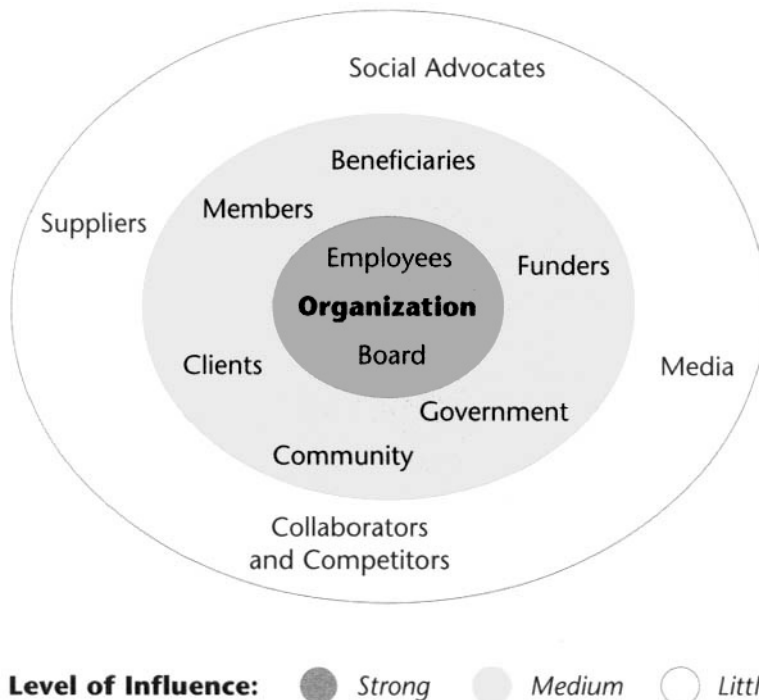 Social Advocates
Beneficiaries
Members
Suppliers
Employees
Funders
Organization
Board
Clients
Media
Government
Community
Collaborators
and Competitors
Level of Influence: Strong Medium